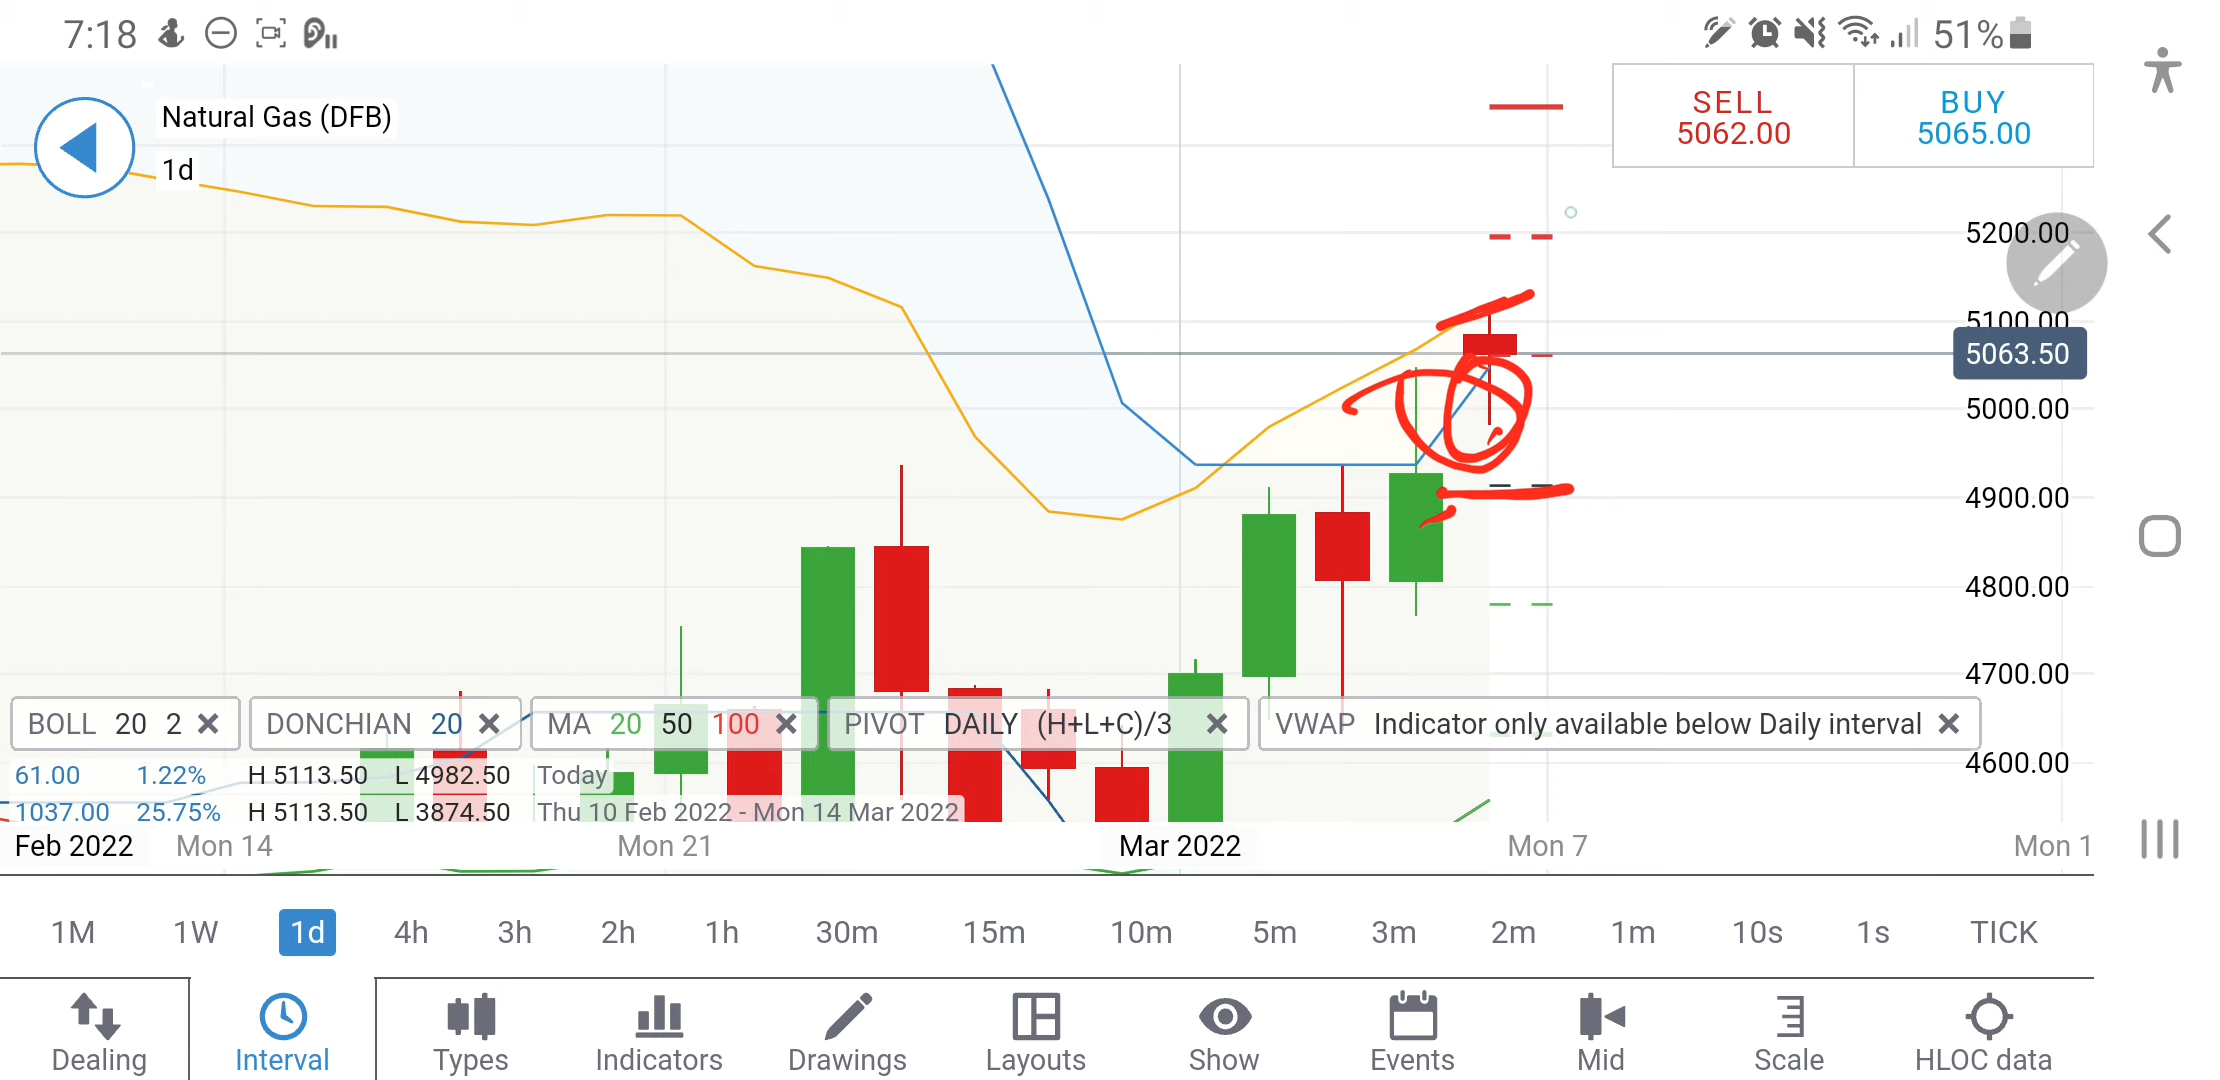 7:18
51%
Natural Gas (DFB)
1d
SELL
5062.00
BUY
5065.00
5200.00
5100.00
5063.50
5000.00
4900.00
4800.00
4700.00
4600.00
BOLL 20 2
DONCHIAN 20
MA 20 50 100
PIVOT DAILY (H+L+C)/3
VWAP Indicator only available below Daily interval
61.00 1.22% H 5113.50 L 4982.50 Today
1037.00 25.75% H 5113.50 L 3874.50 Thu 10 Feb 2022 - Mon 14 Mar 2022
Feb 2022 Mon 14 Mon 21 Mar 2022 Mon 7 Mon 1
1M 1W 1d 4h 3h 2h 1h 30m 15m 10m 5m 3m 2m 1m 10s 1s TICK
Dealing Interval Types Indicators Drawings Layouts Show Events Mid Scale HLOC data